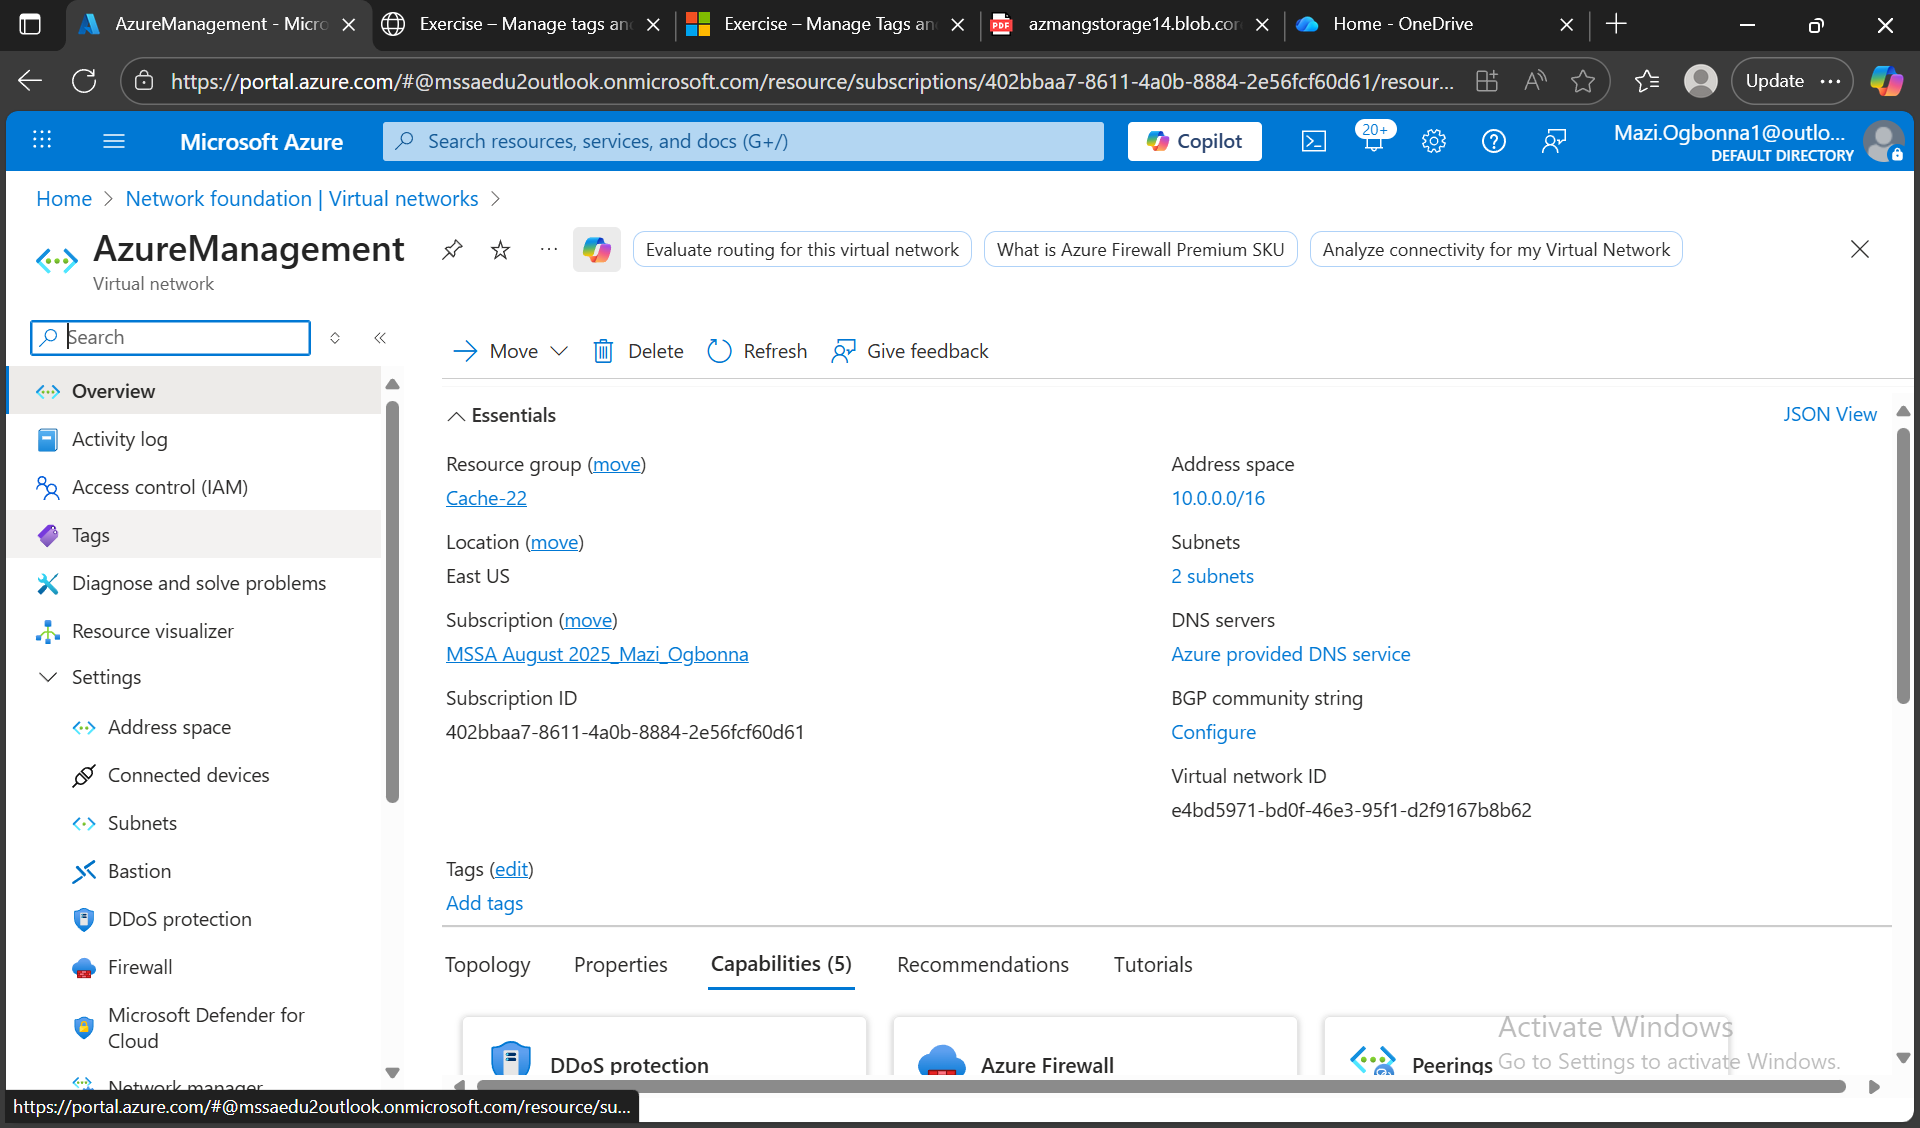 AzureManagement - Micro
Exercise – Manage tags an
Exercise – Manage Tags an
azmangstorage14.blob.cor
Home - OneDrive
https://portal.azure.com/#@mssaedu2outlook.onmicrosoft.com/resource/subscriptions/402bbaa7-8611-4a0b-8884-2e56fcf60d61/resour...
Update
Microsoft Azure
Search resources, services, and docs (G+/)
Copilot
20+
Mazi.Ogbonna1@outlo...
DEFAULT DIRECTORY
Home > Network foundation | Virtual networks >
AzureManagement
Virtual network
Evaluate routing for this virtual network
What is Azure Firewall Premium SKU
Analyze connectivity for my Virtual Network
Search
Move
Delete
Refresh
Give feedback
Overview
Activity log
Access control (IAM)
Tags
Diagnose and solve problems
Resource visualizer
Settings
Address space
Connected devices
Subnets
Bastion
DDoS protection
Firewall
Microsoft Defender for
Cloud
Network manager
Essentials
JSON View
Resource group (move)
Cache-22
Location (move)
East US
Subscription (move)
MSSA August 2025_Mazi_Ogbonna
Subscription ID
402bbaa7-8611-4a0b-8884-2e56fcf60d61
Address space
10.0.0.0/16
Subnets
2 subnets
DNS servers
Azure provided DNS service
BGP community string
Configure
Virtual network ID
e4bd5971-bd0f-46e3-95f1-d2f9167b8b62
Tags (edit)
Add tags
Topology
Properties
Capabilities (5)
Recommendations
Tutorials
DDoS protection
Azure Firewall
Peerings
Activate Windows
Go to Settings to activate Windows.
https://portal.azure.com/#@mssaedu2outlook.onmicrosoft.com/resource/su...
PDF